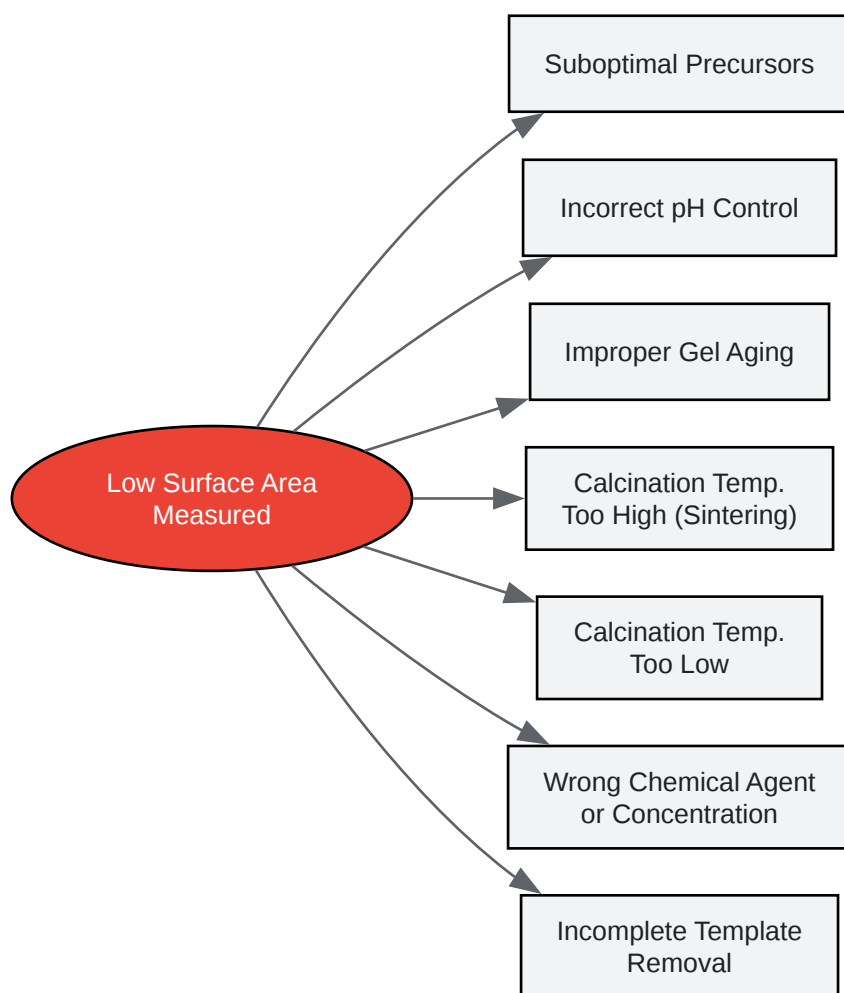 Suboptimal Precursors
Incorrect pH Control
Improper Gel Aging
Low Surface Area
Measured
Calcination Temp.
Too High (Sintering)
Calcination Temp.
Too Low
Wrong Chemical Agent
or Concentration
Incomplete Template
Removal